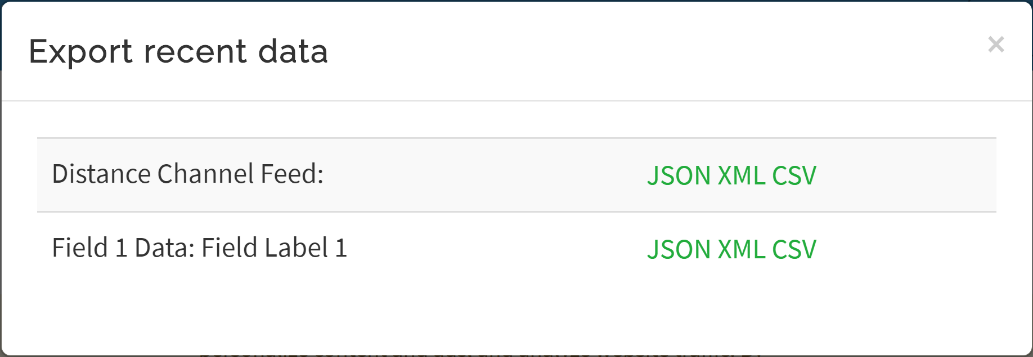 Export recent data
×
Distance Channel Feed: JSON XML CSV
Field 1 Data: Field Label 1 JSON XML CSV